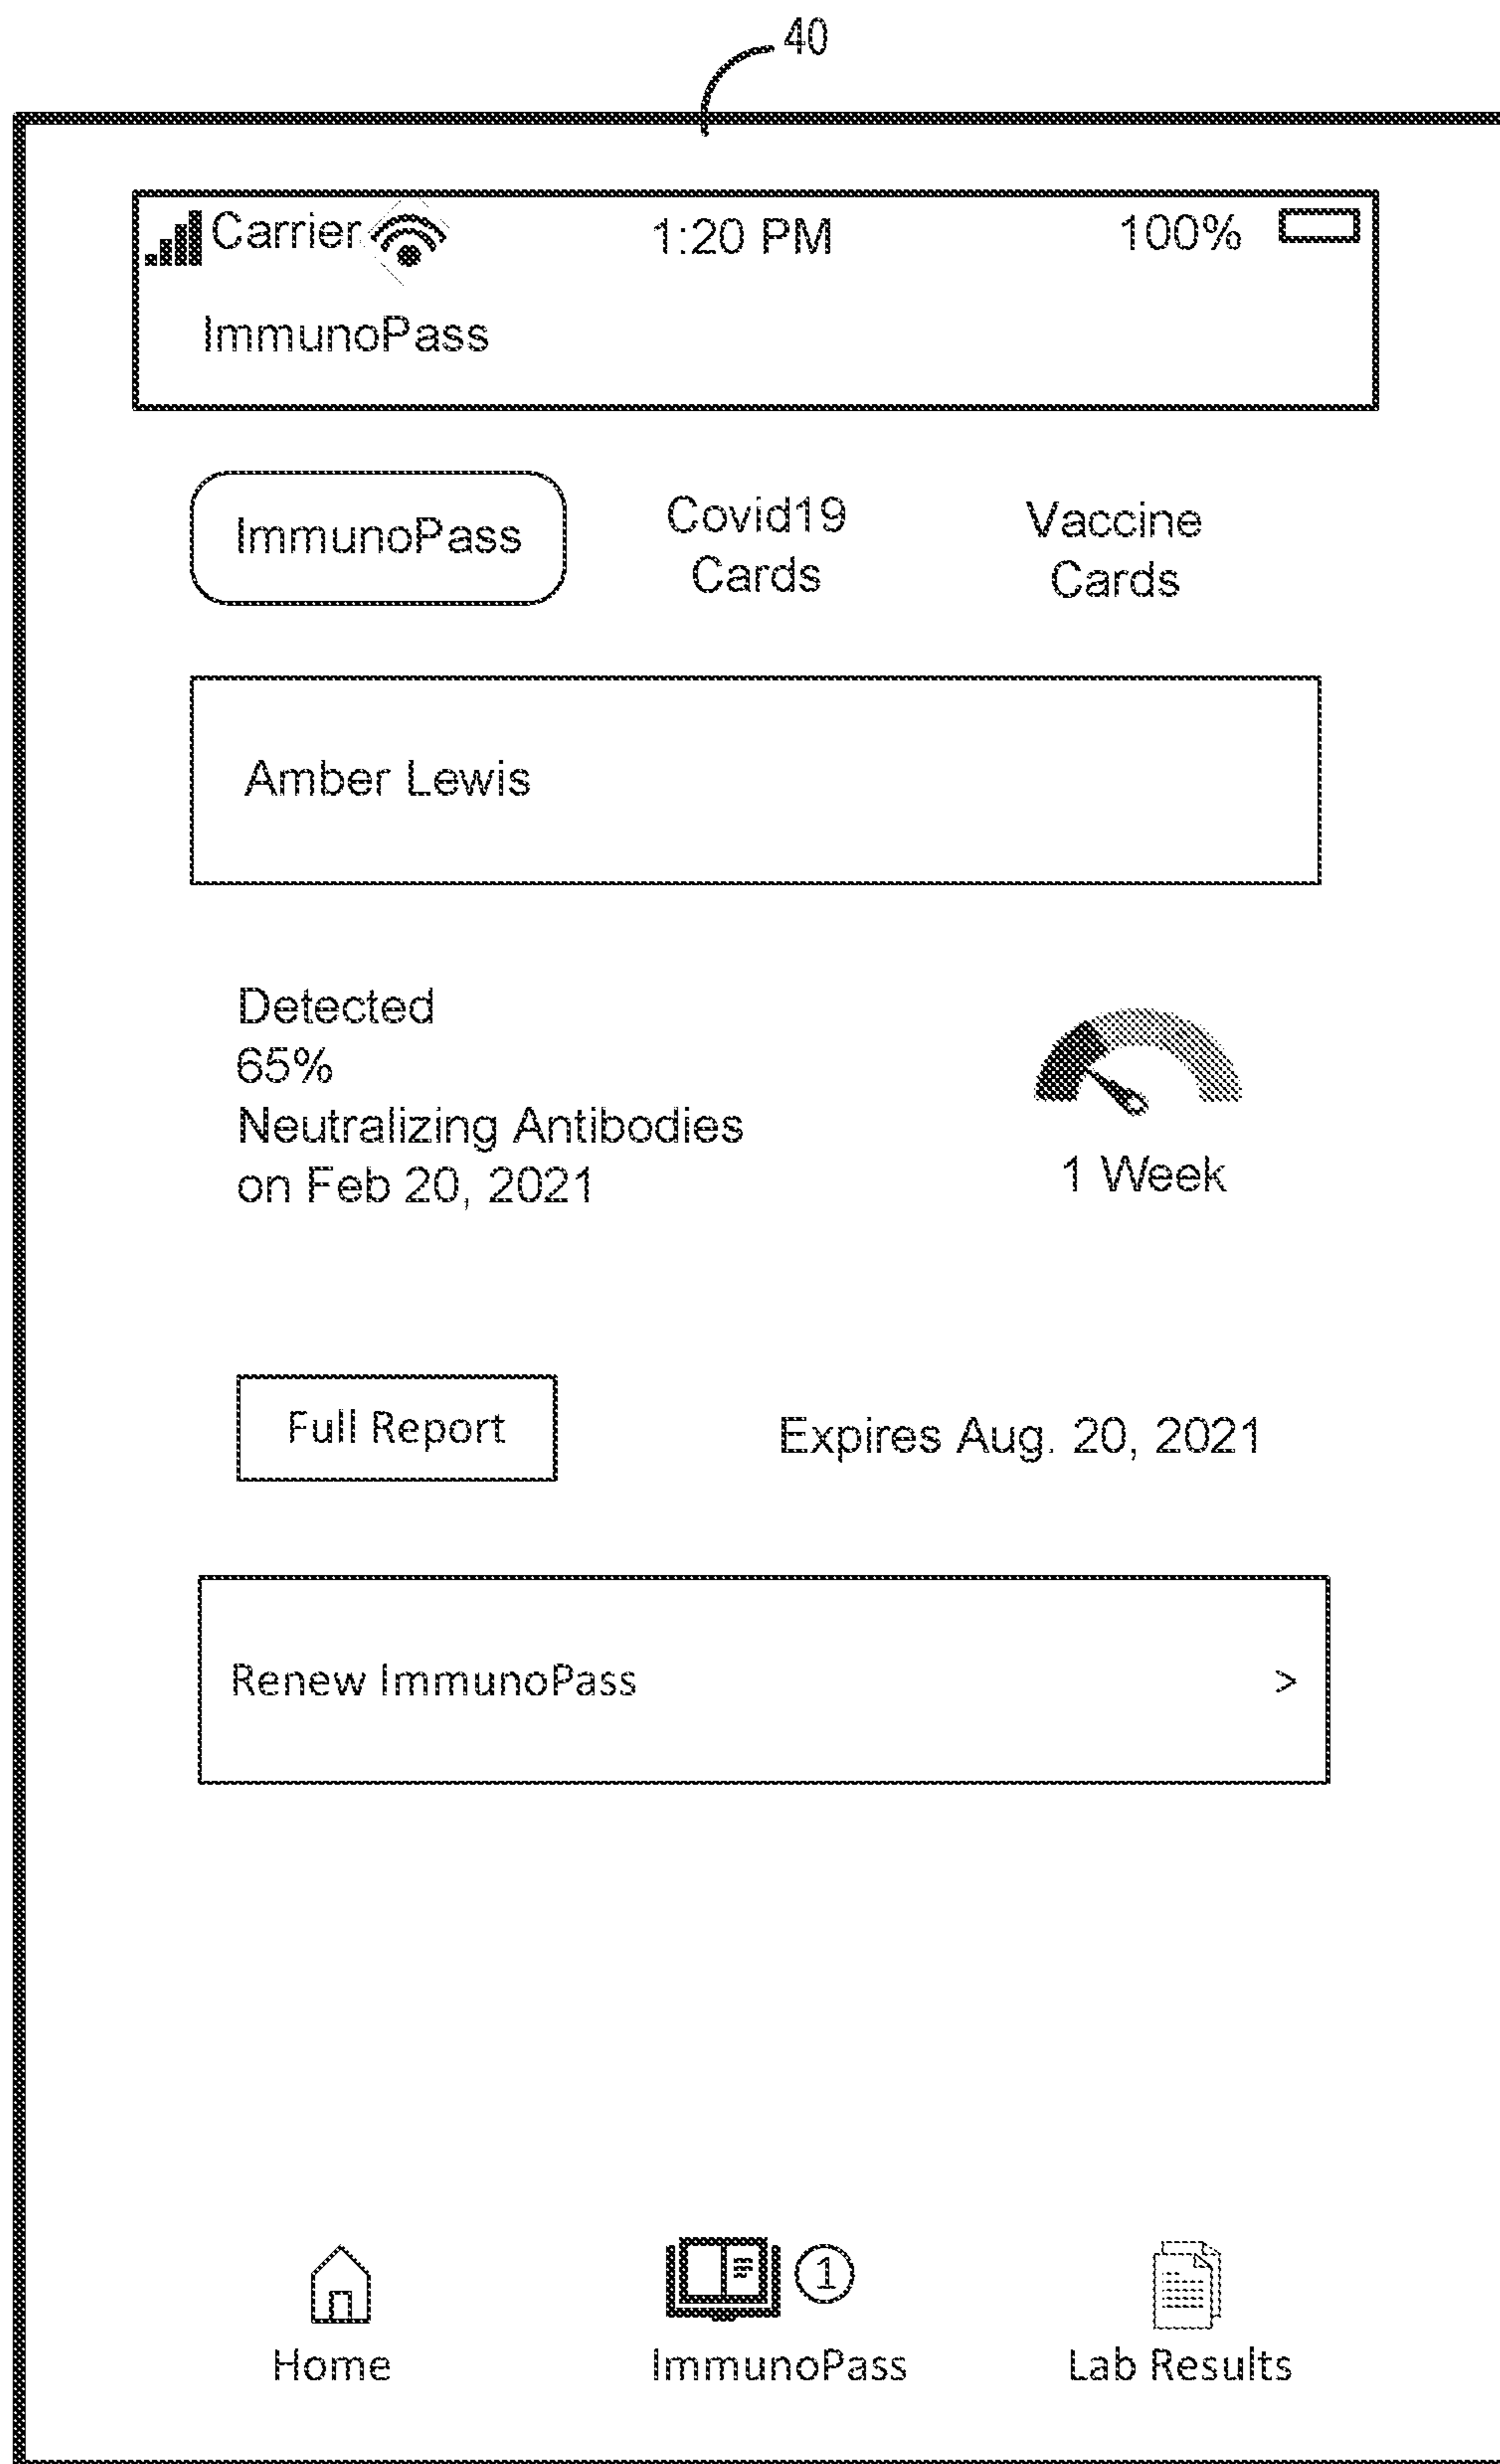 40
Carrier 1:20 PM 100%
ImmunoPass
ImmunoPass
Covid19
Cards
Vaccine
Cards
Amber Lewis
Detected
65%
Neutralizing Antibodies
on Feb 20, 2021
1 Week
Full Report
Expires Aug. 20, 2021
Renew ImmunoPass >
1
Home
ImmunoPass
Lab Results